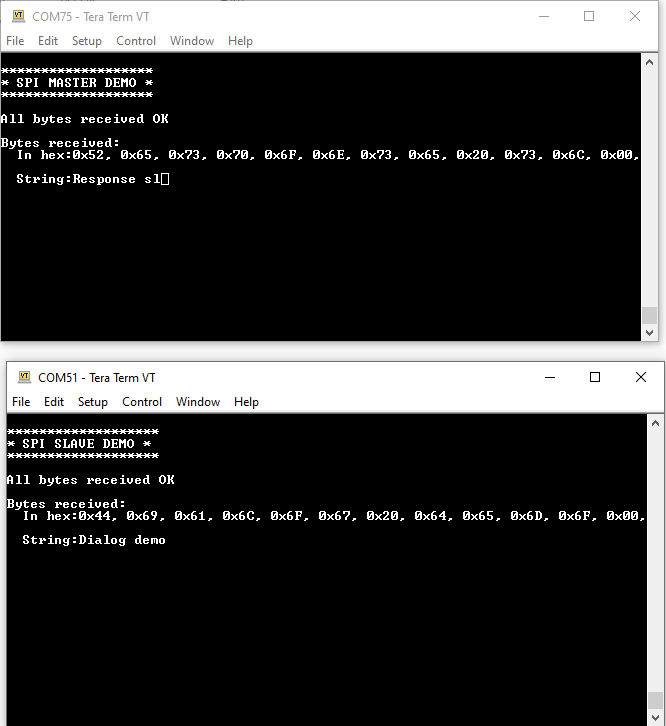 COM75 - Tera Term VT
File Edit Setup Control Window Help
*******************
* SPI MASTER DEMO *
*******************
All bytes received OK
Bytes received:
In hex:0x52, 0x65, 0x73, 0x70, 0x6F, 0x6E, 0x73, 0x65, 0x20, 0x73, 0x6C, 0x00,
String:Response sl
COM51 - Tera Term VT
File Edit Setup Control Window Help
*******************
* SPI SLAVE DEMO *
*******************
All bytes received OK
Bytes received:
In hex:0x44, 0x69, 0x61, 0x6C, 0x6F, 0x67, 0x20, 0x64, 0x65, 0x6D, 0x6F, 0x00,
String:Dialog demo